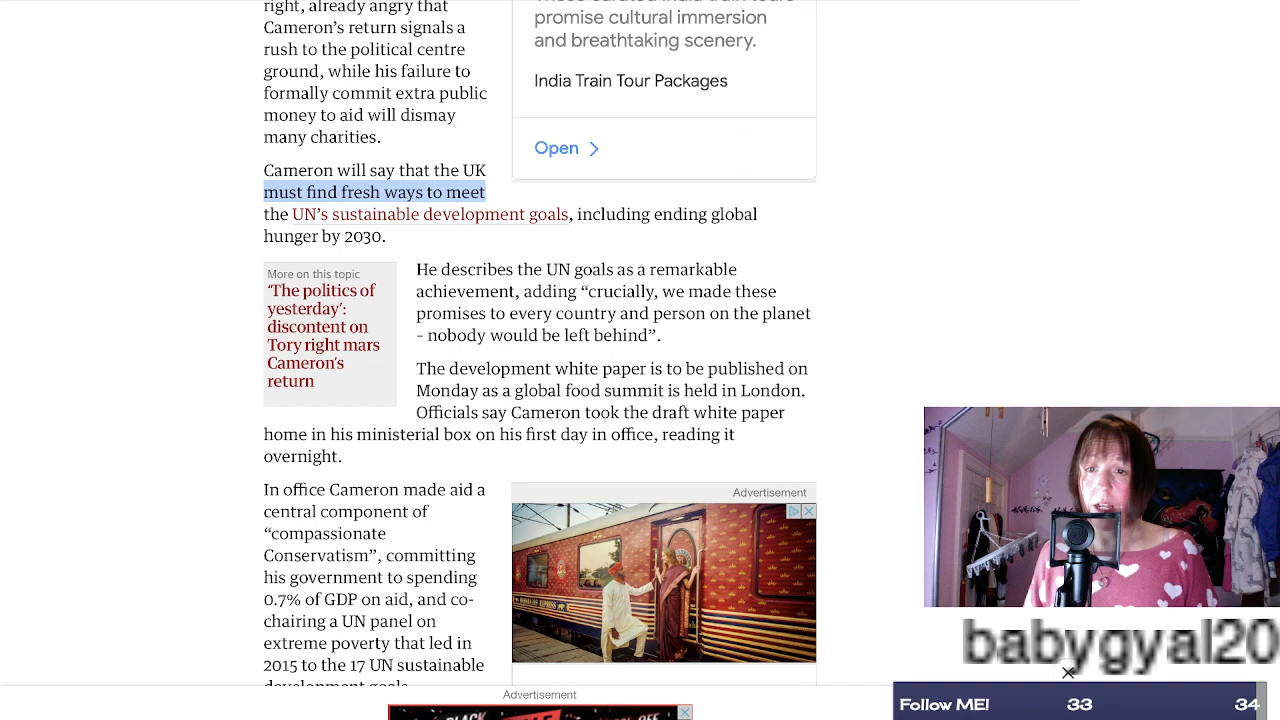 right, already angry that
Cameron's return signals a
rush to the political centre
ground, while his failure to
formally commit extra public
money to aid will dismay
many charities.
Cameron will say that the UK
must find fresh ways to meet
the UN's sustainable development goals, including ending global
hunger by 2030.
promise cultural immersion
and breathtaking scenery.
India Train Tour Packages
Open
More on this topic
'The politics of
yesterday':
discontent on
Tory right mars
Cameron's
return
He describes the UN goals as a remarkable
achievement, adding “crucially, we made these
promises to every country and person on the planet
– nobody would be left behind”.
The development white paper is to be published on
Monday as a global food summit is held in London.
Officials say Cameron took the draft white paper
home in his ministerial box on his first day in office, reading it
overnight.
In office Cameron made aid a
central component of
“compassionate
Conservatism”, committing
his government to spending
0.7% of GDP on aid, and co-
chairing a UN panel on
extreme poverty that led in
2015 to the 17 UN sustainable
development goals.
Advertisement
Advertisement
babygyal20
Follow ME! 33 34